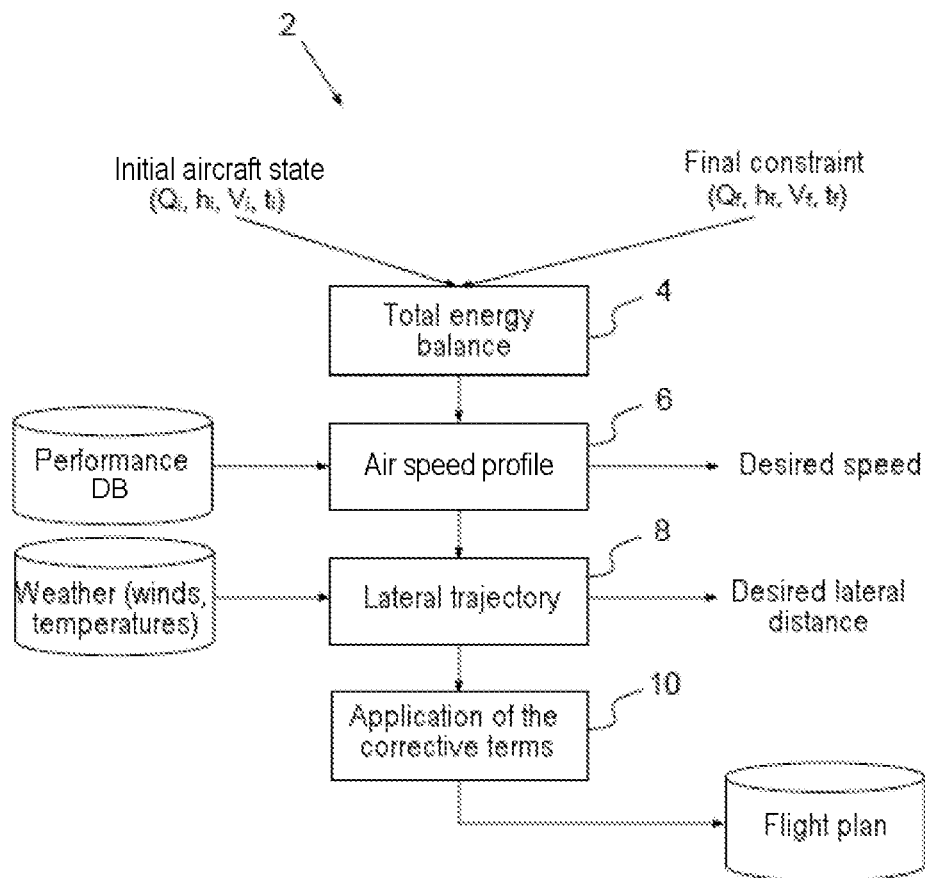 2
Initial aircraft state
(Qi, hi, Vi, ti)
Final constraint
(Qf, hf, Vf, tf)
Total energy
balance
4
6
Performance
DB
Air speed profile
Desired speed
8
Weather (winds,
temperatures)
Lateral trajectory
Desired lateral
distance
10
Application of the
corrective terms
Flight plan